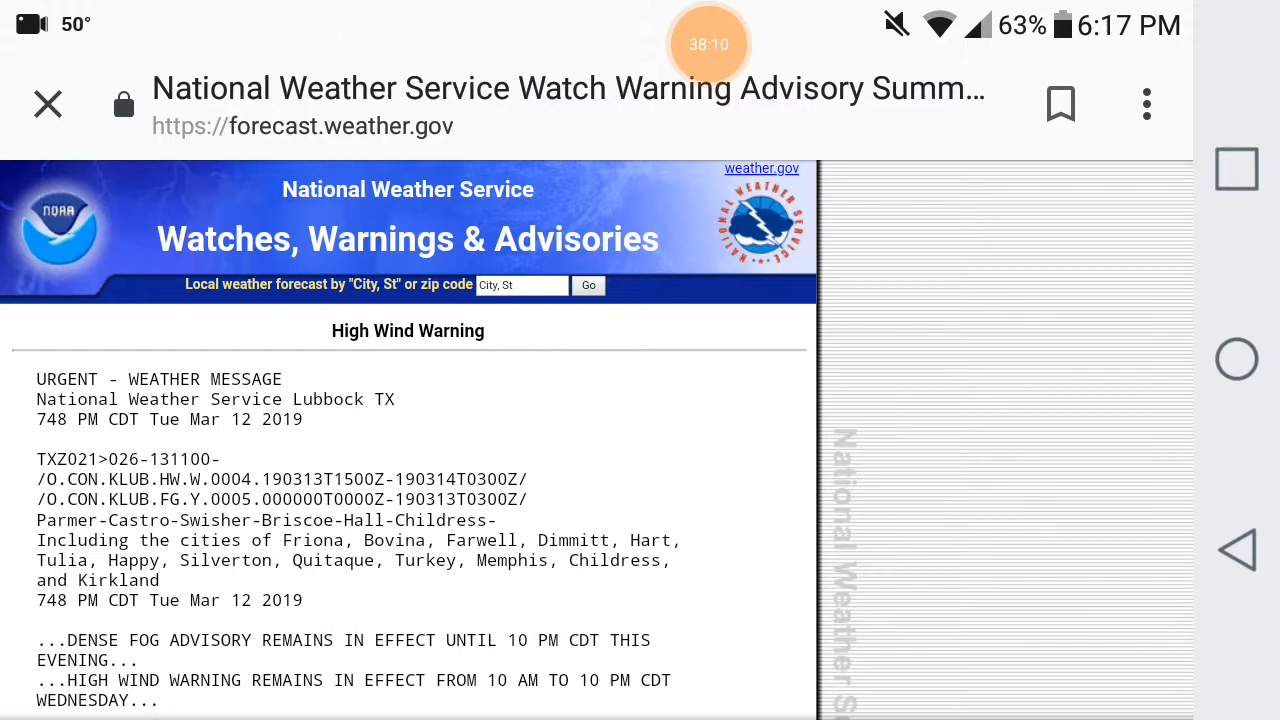 50°
38:10
63%
6:17 PM
National Weather Service Watch Warning Advisory Summ...
https://forecast.weather.gov
weather.gov
NOAA
National Weather Service
Watches, Warnings & Advisories
NATIONAL WEATHER SERVICE
Local weather forecast by "City, St" or zip code City, St Go
High Wind Warning
URGENT - WEATHER MESSAGE
National Weather Service Lubbock TX
748 PM CDT Tue Mar 12 2019
TXZ021>026-131100-
/O.CON.KLUB.HW.W.0004.190313T1500Z-190314T0300Z/
/O.CON.KLUB.FG.Y.0005.000000T0000Z-190313T0300Z/
Parmer-Castro-Swisher-Briscoe-Hall-Childress-
Including the cities of Friona, Bovina, Farwell, Dimmitt, Hart,
Tulia, Happy, Silverton, Quitaque, Turkey, Memphis, Childress,
and Kirkland
748 PM CDT Tue Mar 12 2019
...DENSE FOG ADVISORY REMAINS IN EFFECT UNTIL 10 PM CDT THIS
EVENING...
...HIGH WIND WARNING REMAINS IN EFFECT FROM 10 AM TO 10 PM CDT
WEDNESDAY...
National Weather S